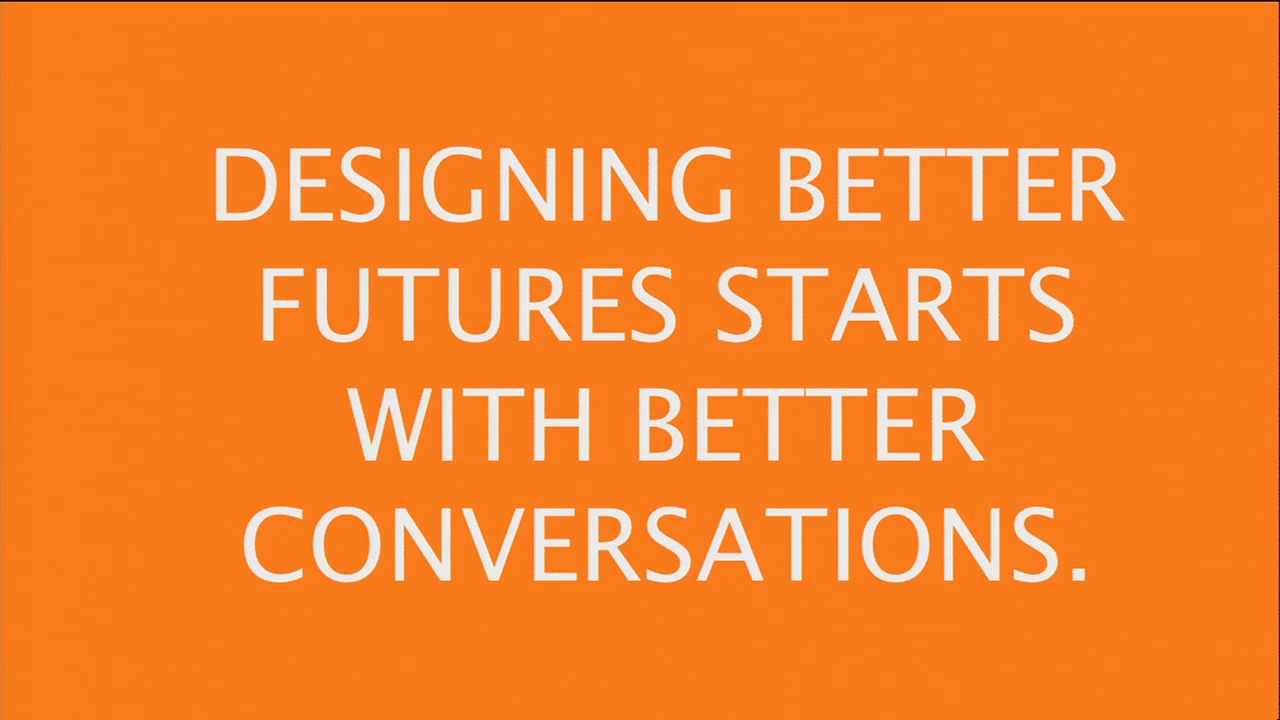 DESIGNING BETTER
FUTURES STARTS
WITH BETTER
CONVERSATIONS.